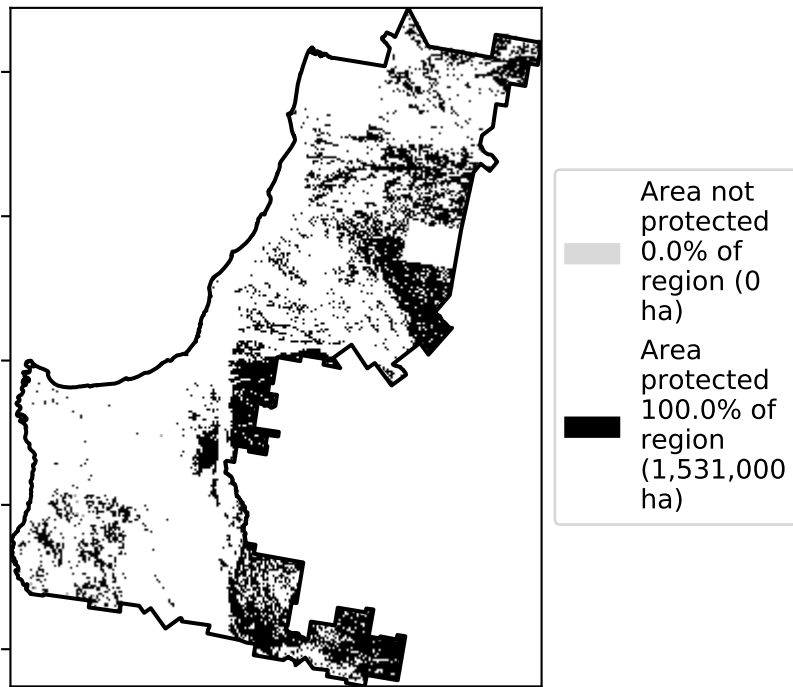 Area not
protected
0.0% of
region (0
ha)
Area
protected
100.0% of
region
(1,531,000
ha)